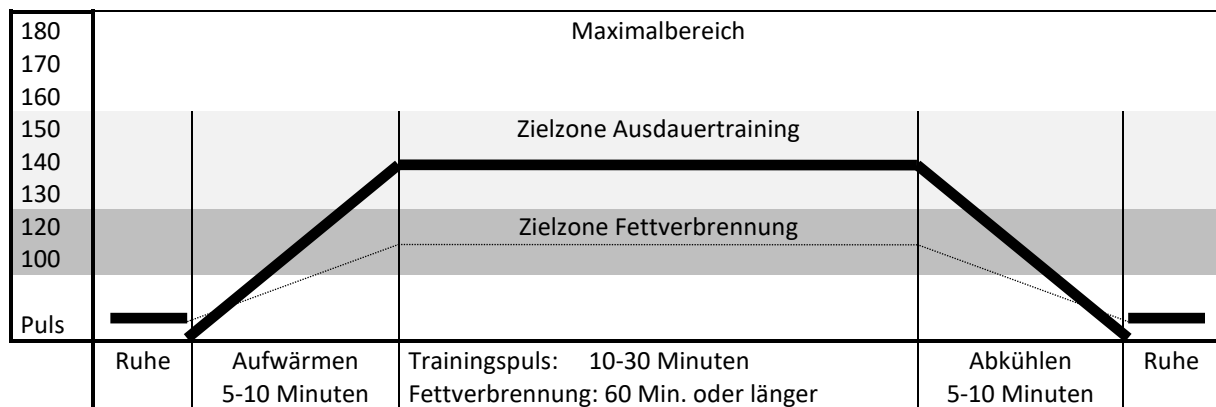 180
Maximalbereich
170
160
150
Zielzone Ausdauertraining
140
130
120
Zielzone Fettverbrennung
100
Puls
Ruhe
Aufwärmen
5-10 Minuten
Trainingspuls: 10-30 Minuten
Fettverbrennung: 60 Min. oder länger
Abkühlen
5-10 Minuten
Ruhe